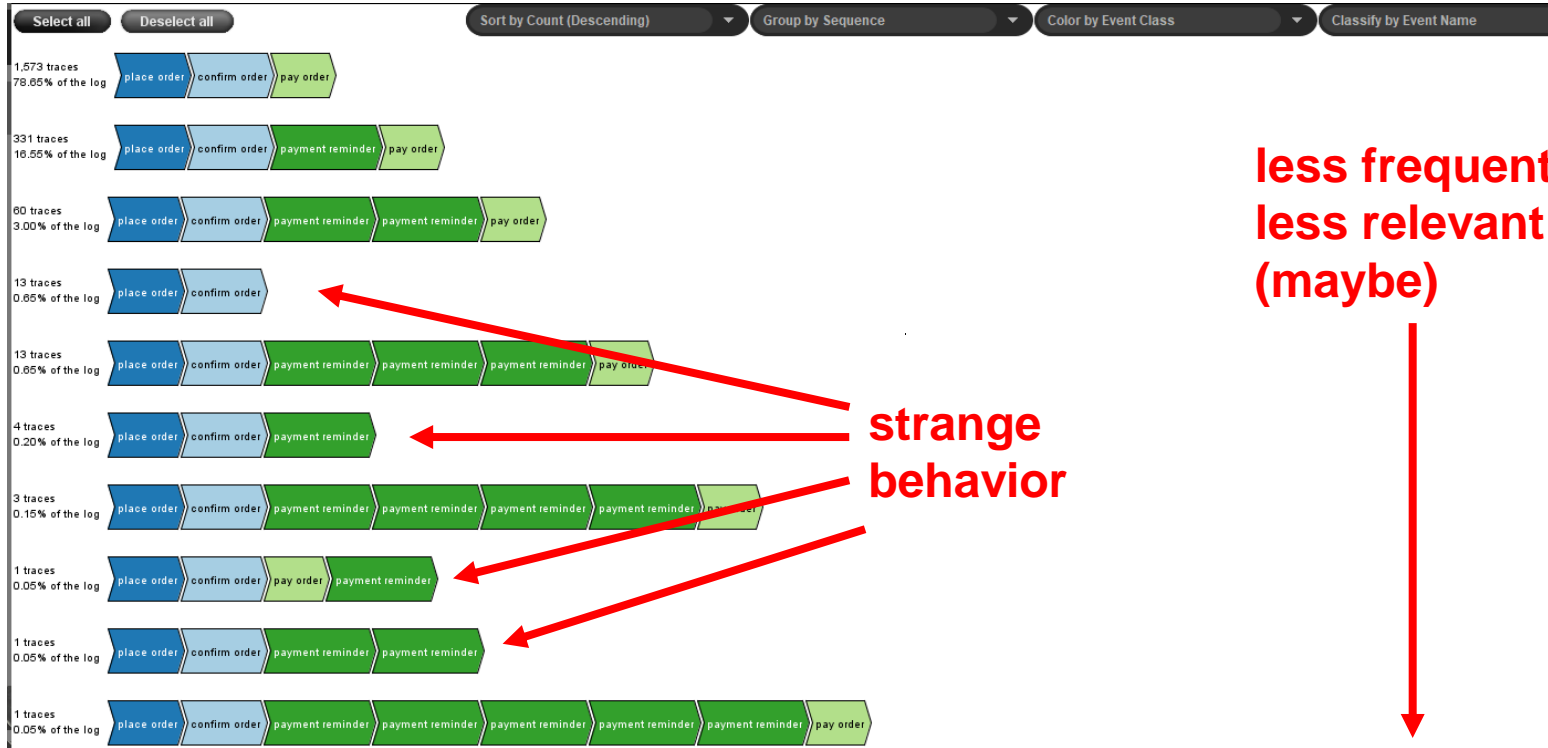 Select all Deselect all Sort by Count (Descending) Group by Sequence Color by Event Class Classify by Event Name
1,573 traces
78.65% of the log
place order confirm order pay order
331 traces
16.55% of the log
place order confirm order payment reminder pay order
60 traces
3.00% of the log
place order confirm order payment reminder payment reminder pay order
13 traces
0.65% of the log
place order confirm order
13 traces
0.65% of the log
place order confirm order payment reminder payment reminder payment reminder pay order
4 traces
0.20% of the log
place order confirm order payment reminder
3 traces
0.15% of the log
place order confirm order payment reminder payment reminder payment reminder payment reminder pay order
1 traces
0.05% of the log
place order confirm order pay order payment reminder
1 traces
0.05% of the log
place order confirm order payment reminder payment reminder
1 traces
0.05% of the log
place order confirm order payment reminder payment reminder payment reminder payment reminder payment reminder pay order
less frequent
less relevant
(maybe)
strange
behavior